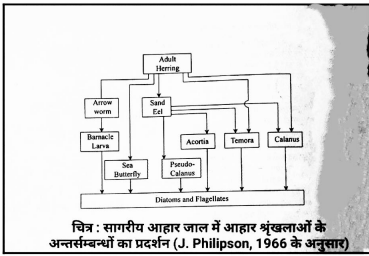 Adult
Herring
Arrow
worm
Sand
Eel
Barnacle
Larva
Acortia
Temora
Calanus
Sea
Butterfly
Pseudo-
Calanus
Diatoms and Flagellates
चित्र : सागरीय आहार जाल में आहार श्रृंखलाओं के
अन्तर्सम्बन्धों का प्रदर्शन (J. Philipson, 1966 के अनुसार)